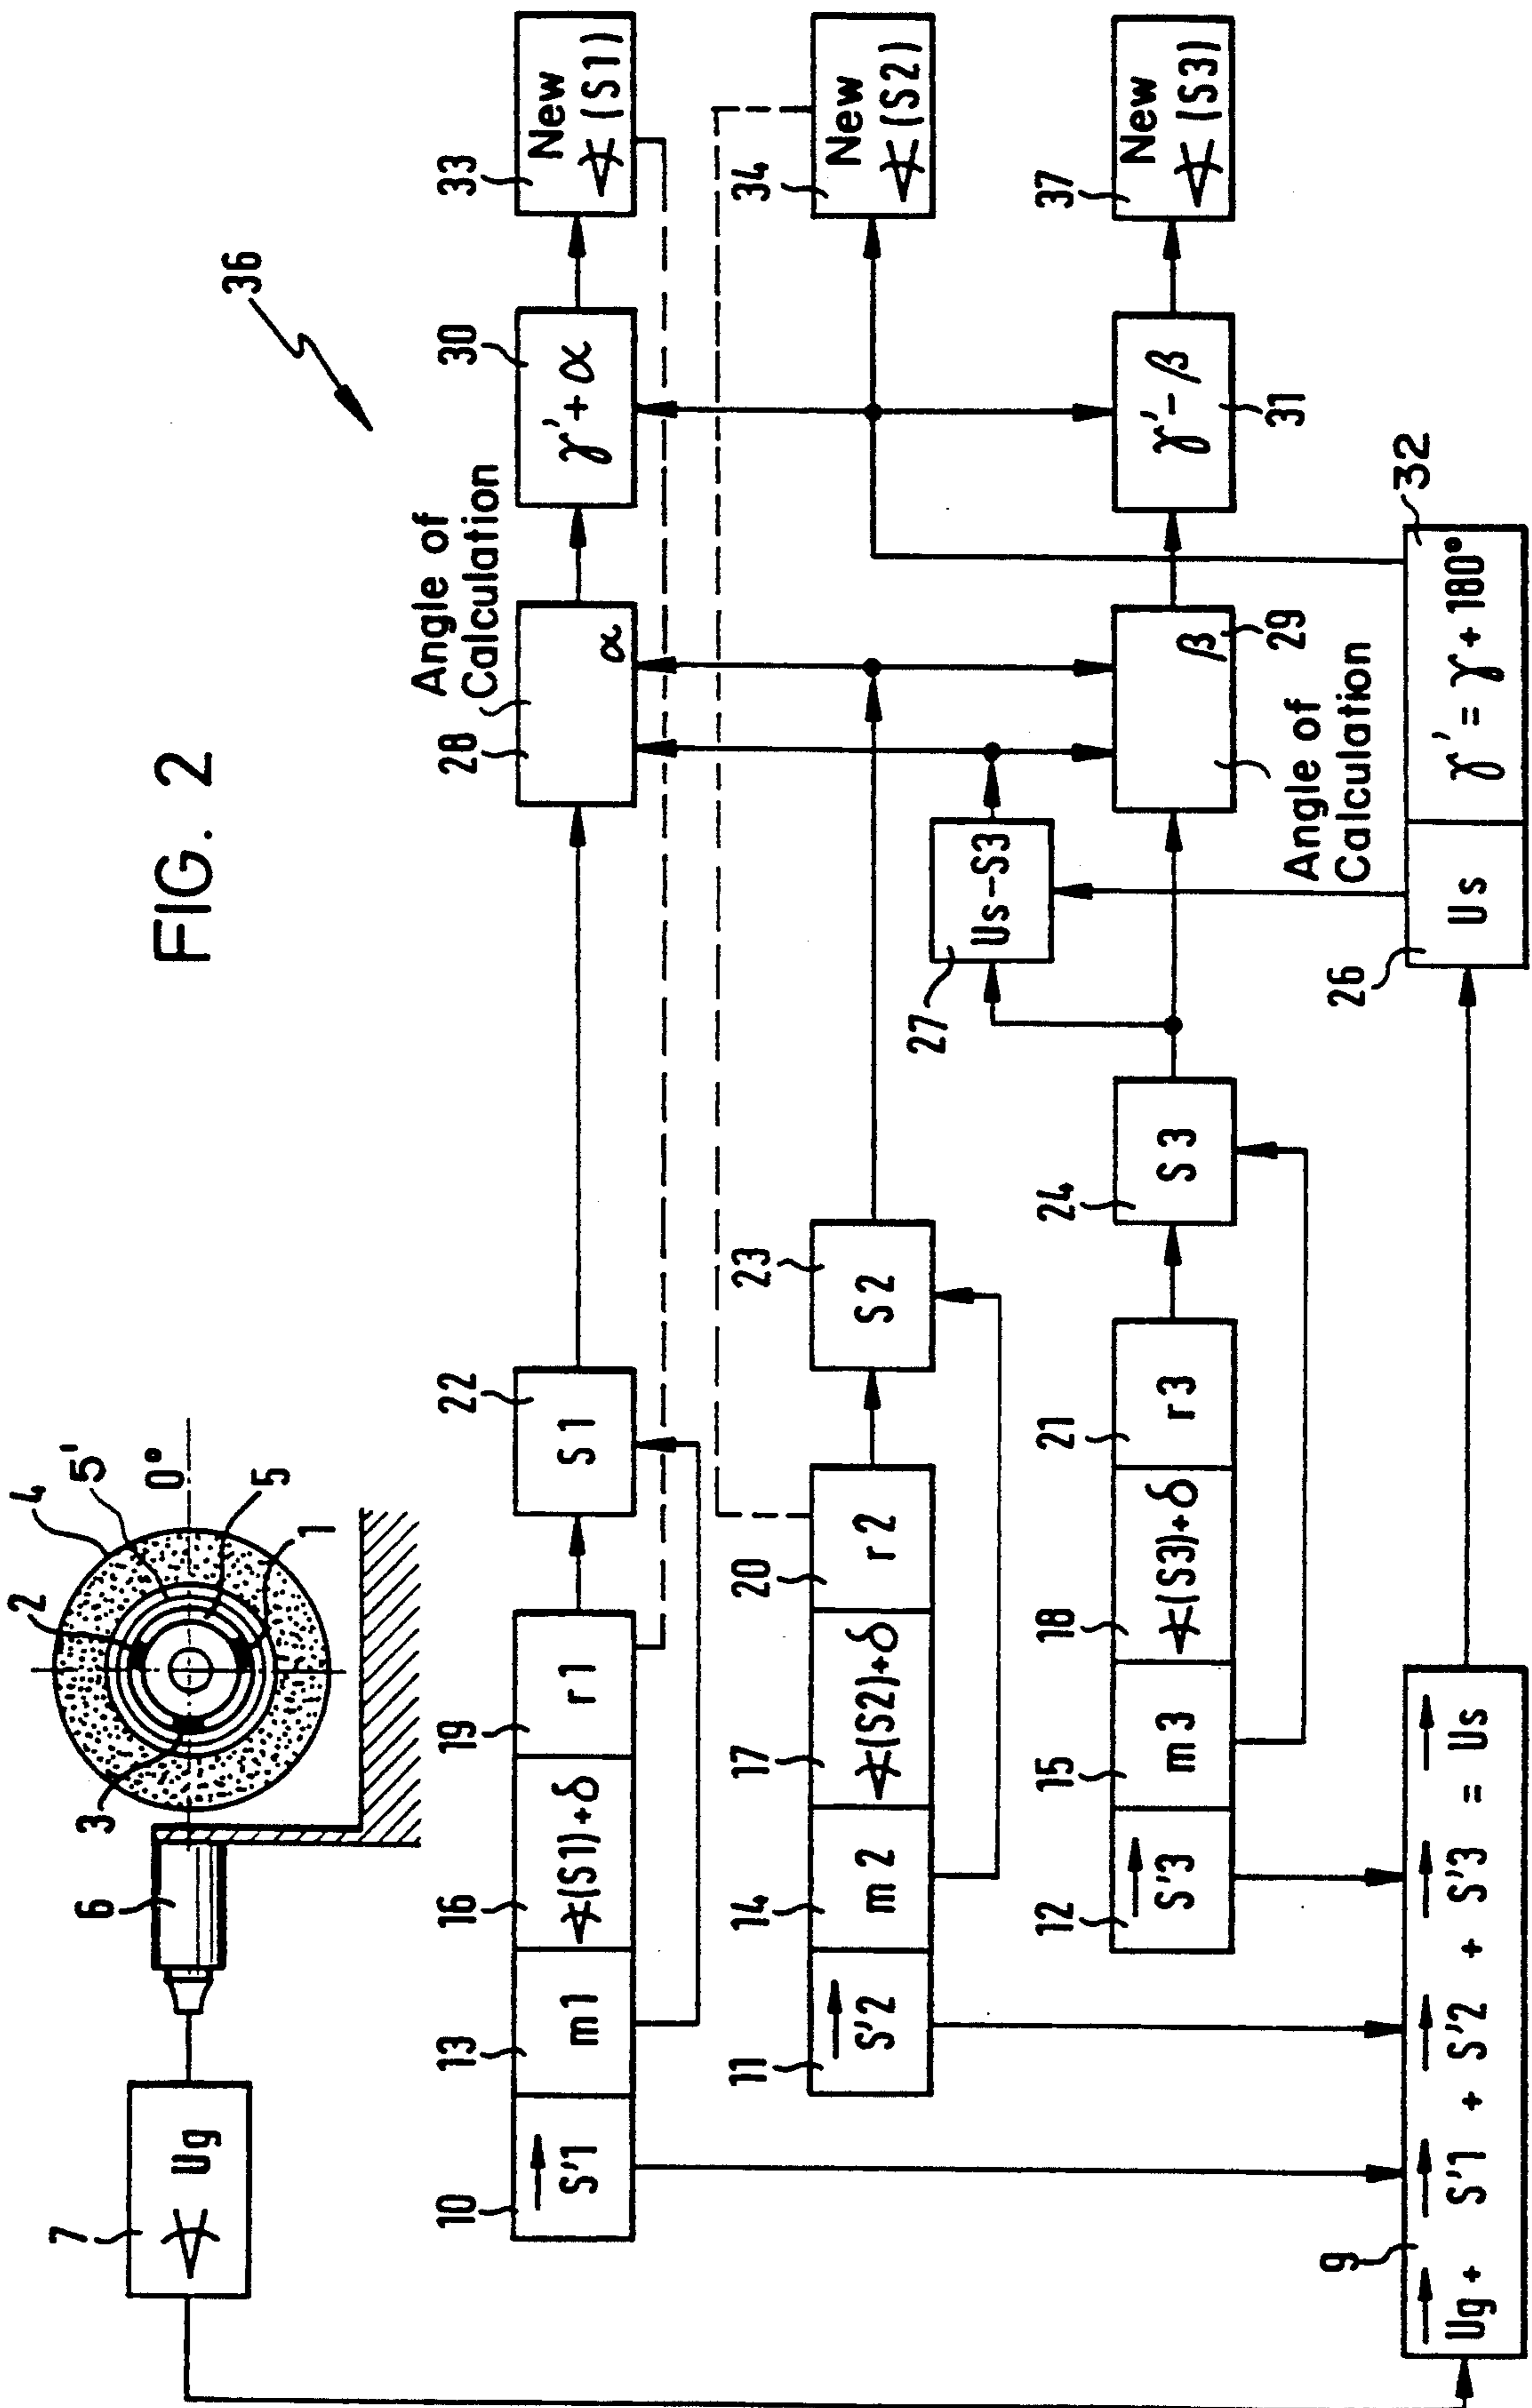 FIG. 2
36
7
∢ Ug
6
3
2
4
5'
0°
5
1
10
S'1
13
m1
16
∢(S1)+δ
19
r1
22
S1
28
Angle of
Calculation
α
30
γ'+α
33
New
∢(S1)
11
S'2
14
m2
17
∢(S2)+δ
20
r2
23
S2
34
New
∢(S2)
27
Us-S3
12
S'3
15
m3
18
∢(S3)+δ
21
r3
24
S3
β
29
Angle of
Calculation
γ'-β
31
37
New
∢(S3)
9
Ug + S'1 + S'2 + S'3 = Us
26
Us
γ' = γ + 180°
32